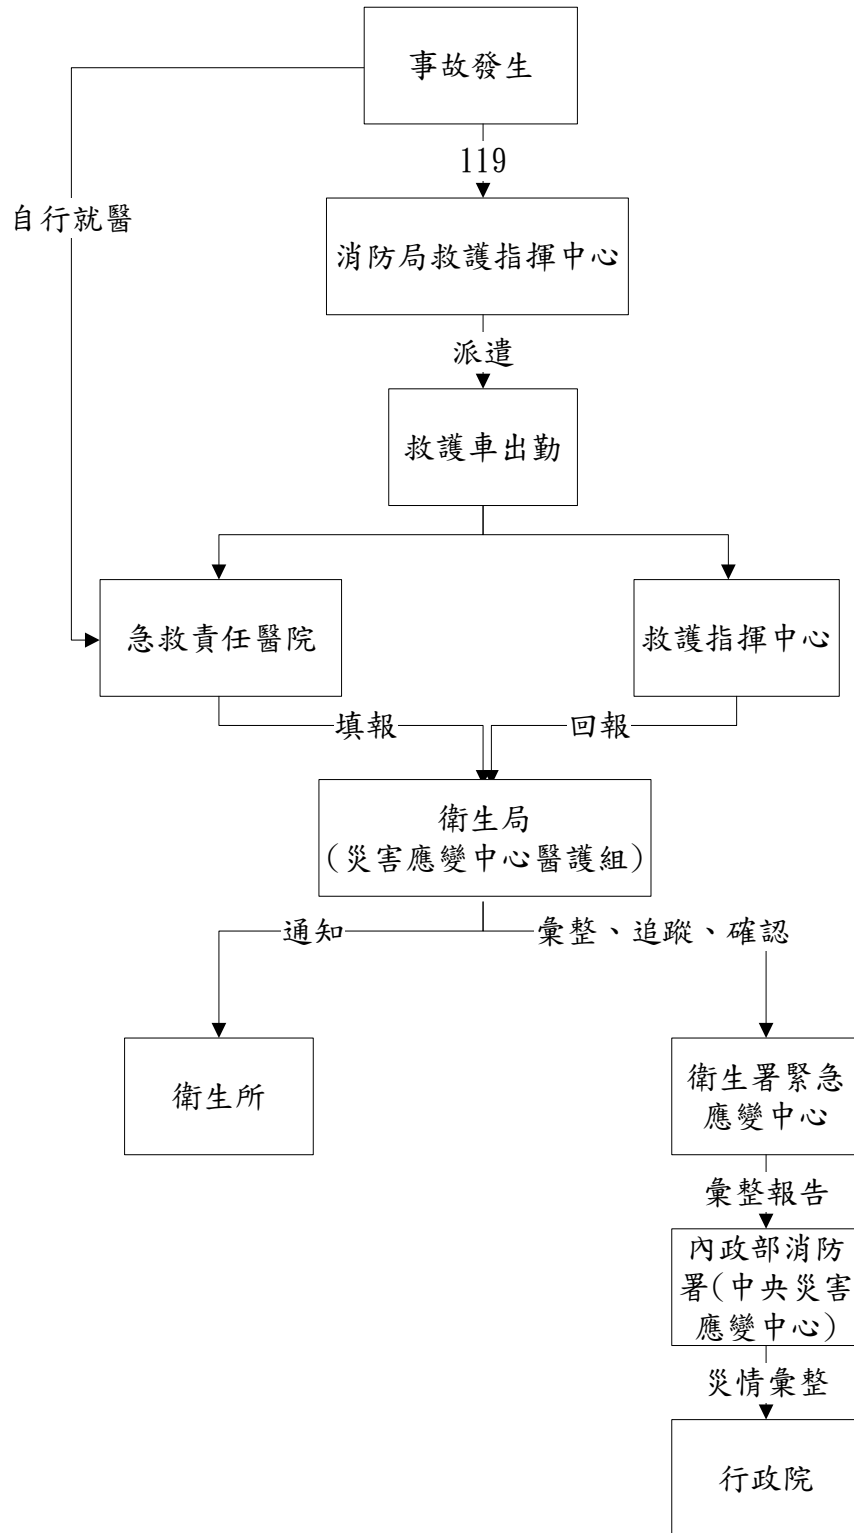 事故發生
119
自行就醫
消防局救護指揮中心
派遣
救護車出勤
急救責任醫院
救護指揮中心
填報
回報
衛生局
(災害應變中心醫護組)
通知
彙整、追蹤、確認
衛生所
衛生署緊急
應變中心
彙整報告
內政部消防
署(中央災害
應變中心)
災情彙整
行政院